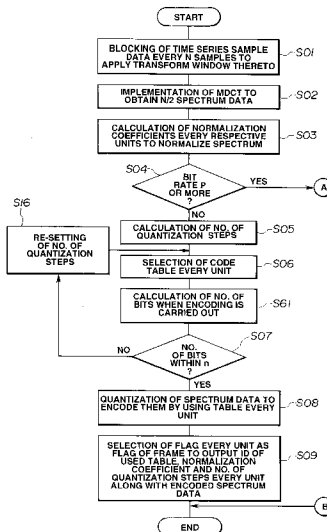 START
BLOCKING OF TIME SERIES SAMPLE
DATA EVERY N SAMPLES TO
APPLY TRANSFORM WINDOW THERETO
S01
IMPLEMENTATION OF MDCT TO
OBTAIN N/2 SPECTRUM DATA
S02
CALCULATION OF NORMALIZATION
COEFFICIENTS EVERY RESPECTIVE
UNITS TO NORMALIZE SPECTRUM
S03
S04
BIT
RATE P
OR MORE
?
YES
A
NO
S16
RE-SETTING
OF NO. OF
QUANTIZATION
STEPS
CALCULATION OF NO. OF
QUANTIZATION STEPS
S05
SELECTION OF CODE
TABLE EVERY UNIT
S06
CALCULATION OF NO. OF
BITS WHEN ENCODING IS
CARRIED OUT
S61
S07
NO
NO.
OF BITS
WITHIN n
?
YES
QUANTIZATION OF SPECTRUM DATA
TO ENCODE THEM BY USING TABLE EVERY
UNIT
S08
SELECTION OF FLAG EVERY UNIT AS
FLAG OF FRAME TO OUTPUT ID OF
USED TABLE, NORMALIZATION
COEFFICIENT AND NO. OF
QUANTIZATION STEPS EVERY UNIT
ALONG WITH ENCODED SPECTRUM
DATA
S09
B
END